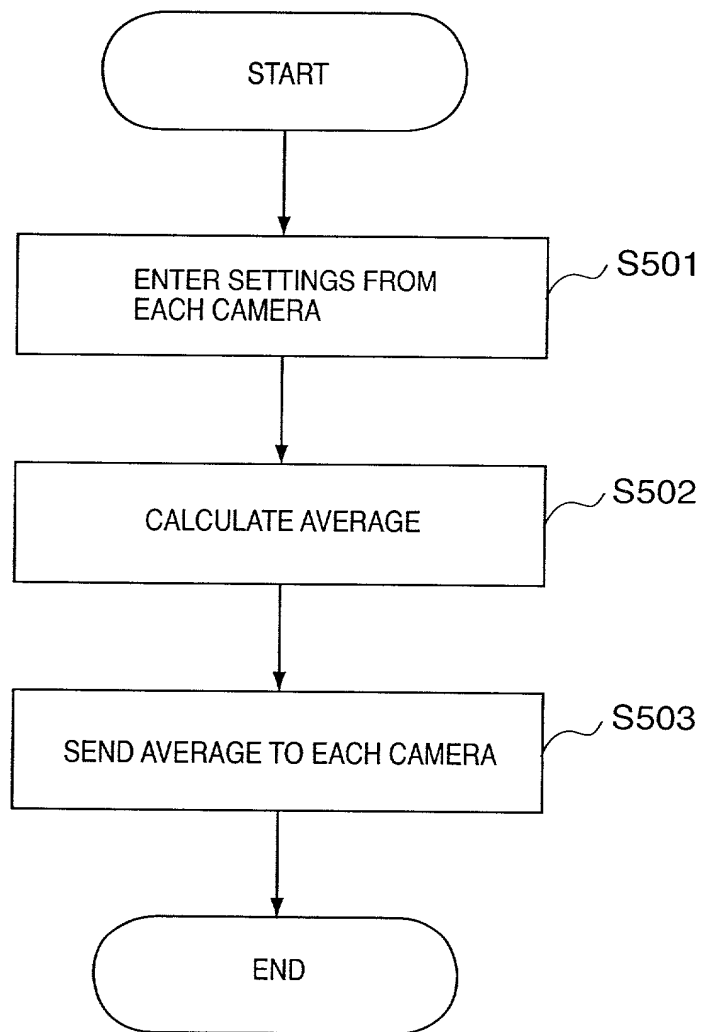 START
ENTER SETTINGS FROM
EACH CAMERA
S501
CALCULATE AVERAGE
S502
SEND AVERAGE TO EACH CAMERA
S503
END